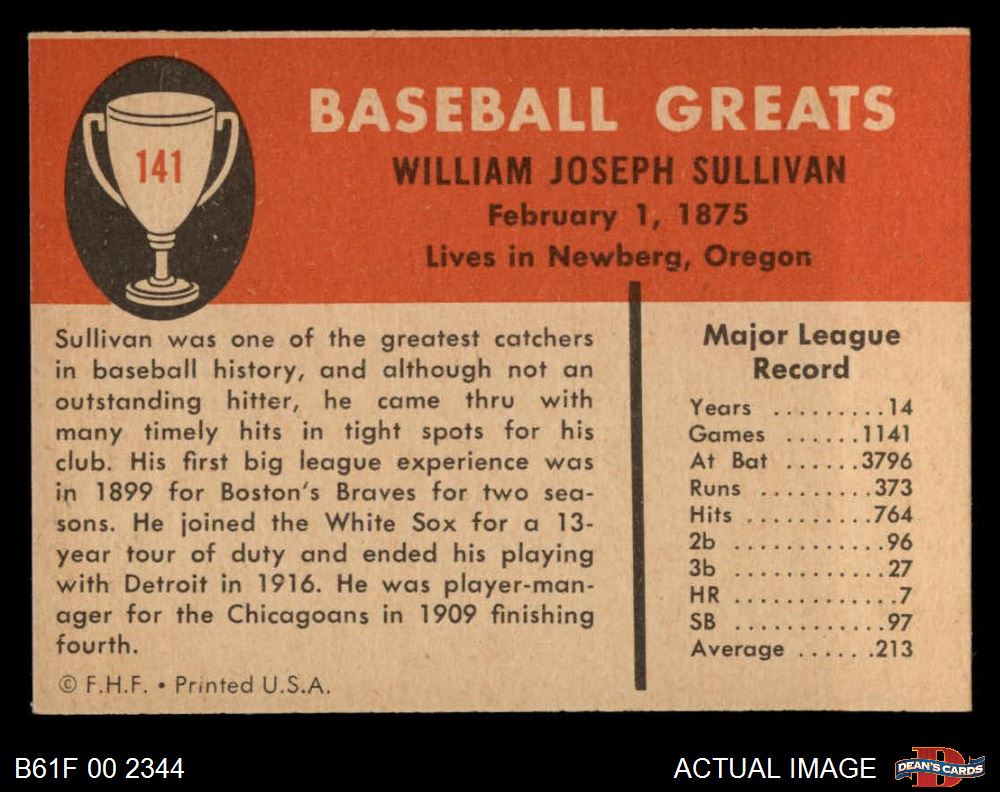 141
BASEBALL GREATS
WILLIAM JOSEPH SULLIVAN
February 1, 1875
Lives in Newberg, Oregon
Sullivan was one of the greatest catchers
in baseball history, and although not an
outstanding hitter, he came thru with
many timely hits in tight spots for his
club. His first big league experience was
in 1899 for Boston's Braves for two sea-
sons. He joined the White Sox for a 13-
year tour of duty and ended his playing
with Detroit in 1916. He was player-man-
ager for the Chicagoans in 1909 finishing
fourth.
© F.H.F. • Printed U.S.A.
Major League
Record
Years .........14
Games ......1141
At Bat ......3796
Runs .........373
Hits ..........764
2b ............96
3b ............27
HR .............7
SB ............97
Average ......213
B61F 00 2344
ACTUAL IMAGE
DEAN'S CARDS